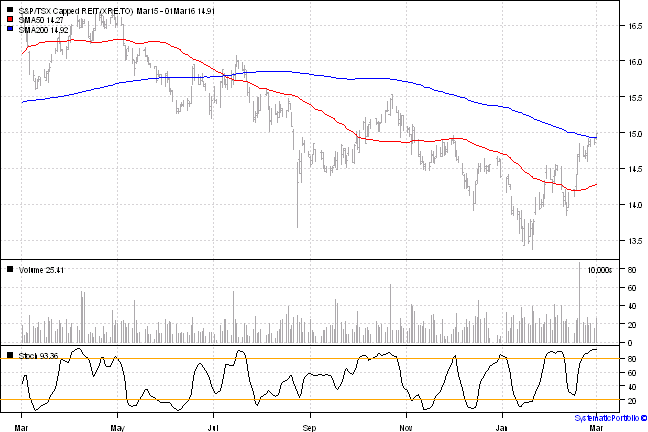 S&P/TSX Capped REIT (XRE.TO) Mar15 - 01Mar16 14.91
SMA50 14.27
SMA200 14.92
16.5
16.0
15.5
15.0
14.5
14.0
13.5
Volume 25.41
10,000s
80
60
40
20
0
Stoch 93.36
80
60
40
20
Mar May Jul Sep Nov Jan Mar
SystematicPortfolio ©